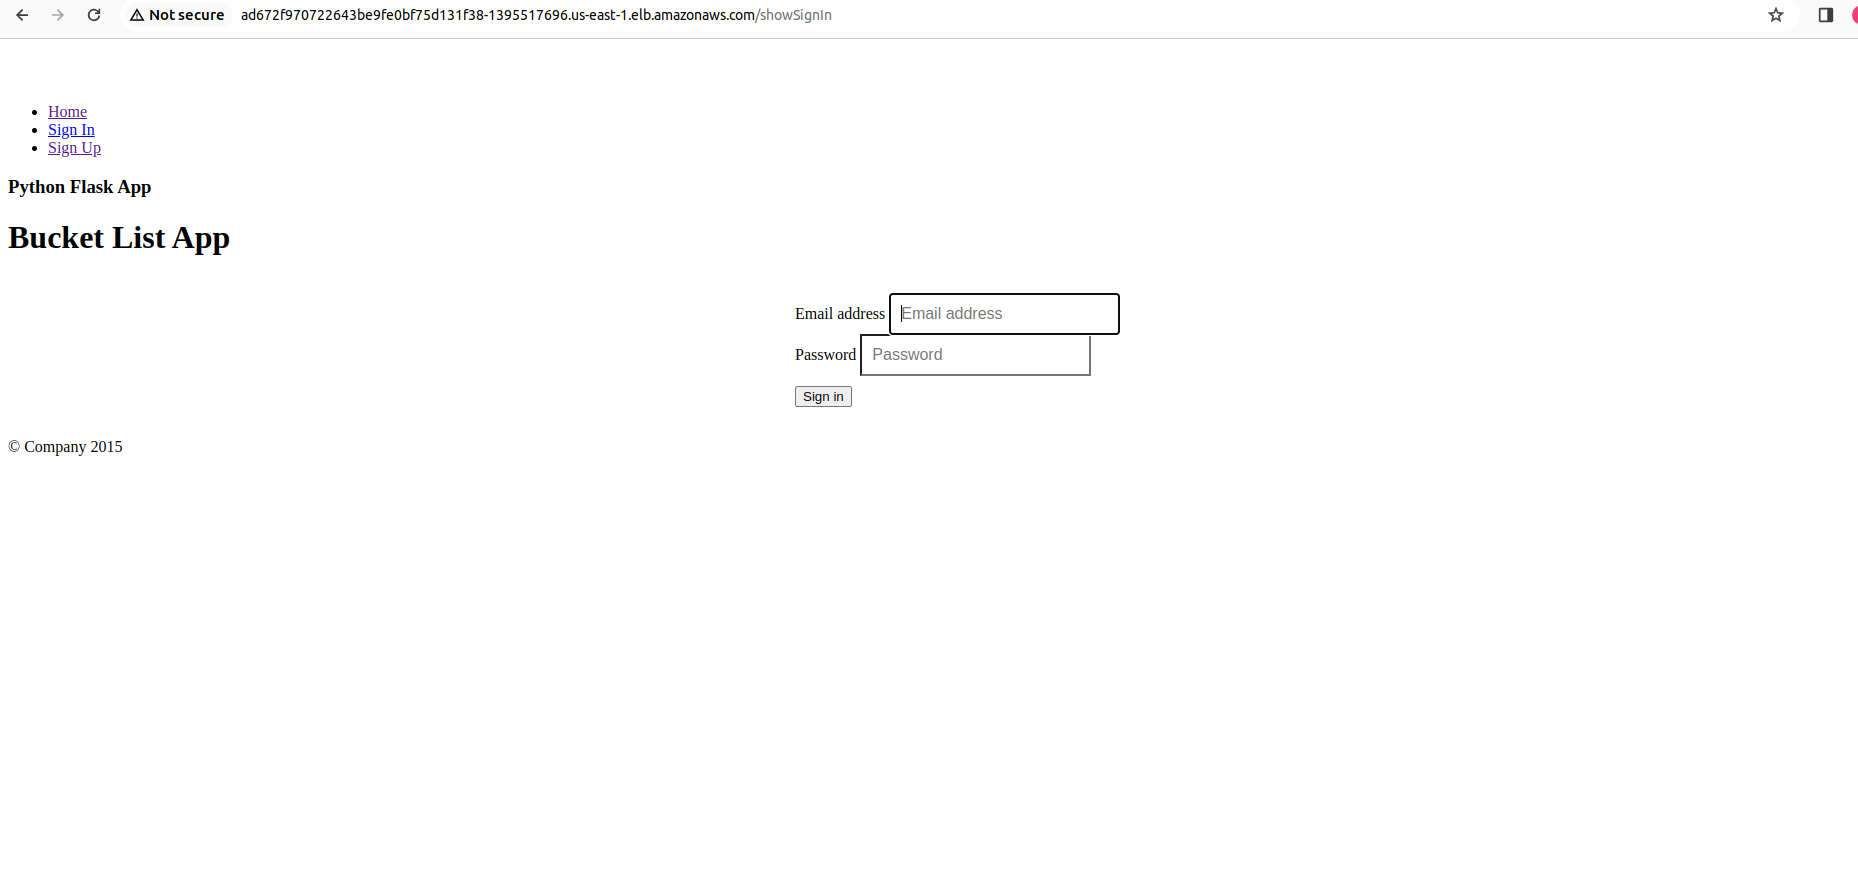 Not secure ad672f970722643be9fe0bf75d131f38-1395517696.us-east-1.elb.amazonaws.com/showSignIn
Home
Sign In
Sign Up
Python Flask App
Bucket List App
Email address Email address
Password Password
Sign in
© Company 2015